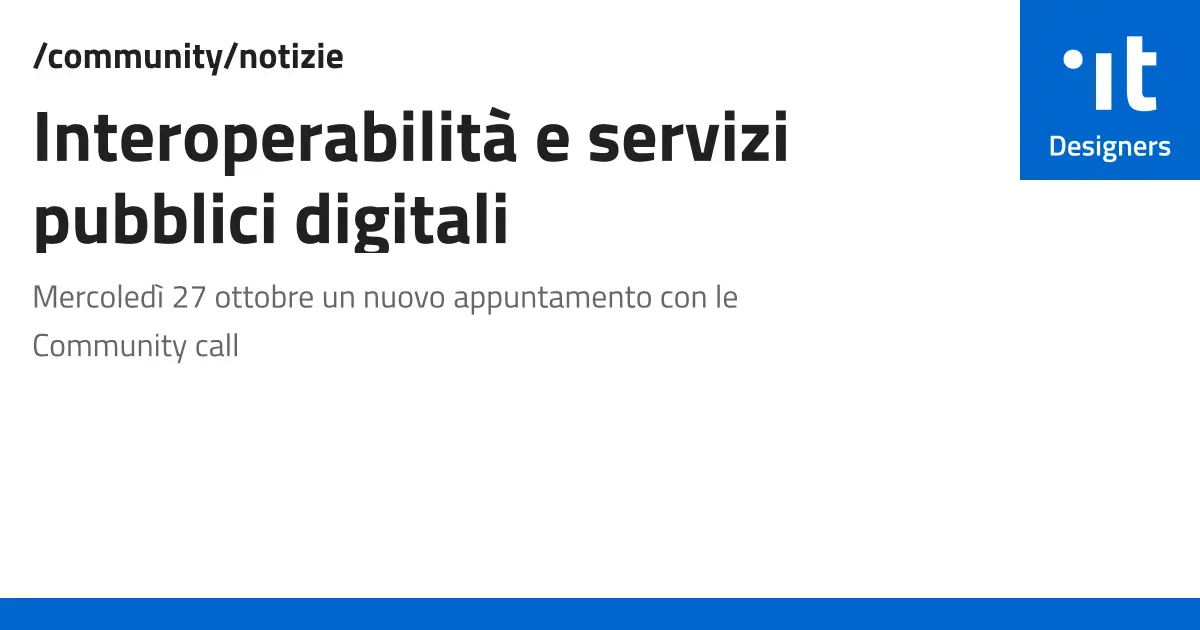 /community/notizie
Interoperabilità e servizi
pubblici digitali
Mercoledì 27 ottobre un nuovo appuntamento con le
Community call
it
Designers